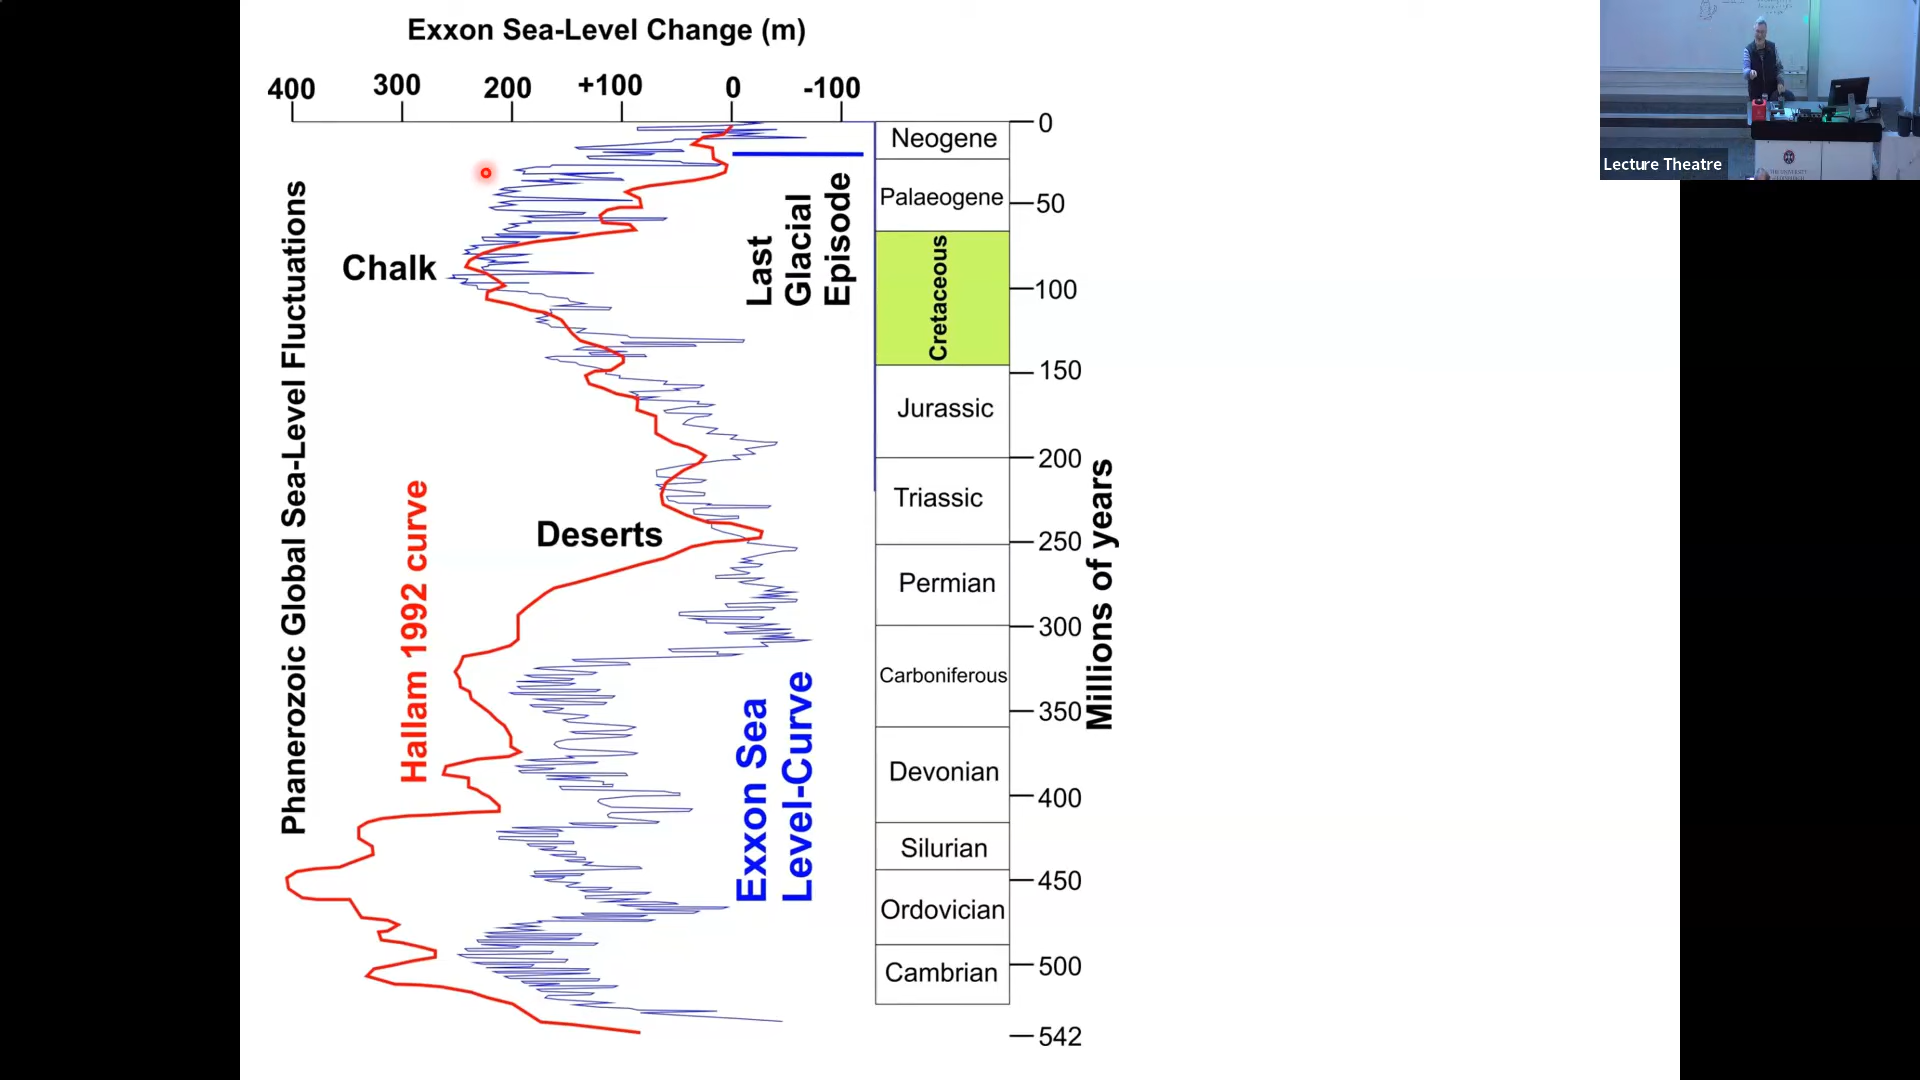 Exxon Sea-Level Change (m)
400 300 200 +100 0 -100
Phanerozoic Global Sea-Level Fluctuations
Chalk
Deserts
Hallam 1992 curve
Last
Glacial
Episode
Exxon Sea
Level-Curve
Neogene
Palaeogene
Cretaceous
Jurassic
Triassic
Permian
Carboniferous
Devonian
Silurian
Ordovician
Cambrian
0
50
100
150
200
250
300
350
400
450
500
542
Millions of years
Lecture Theatre